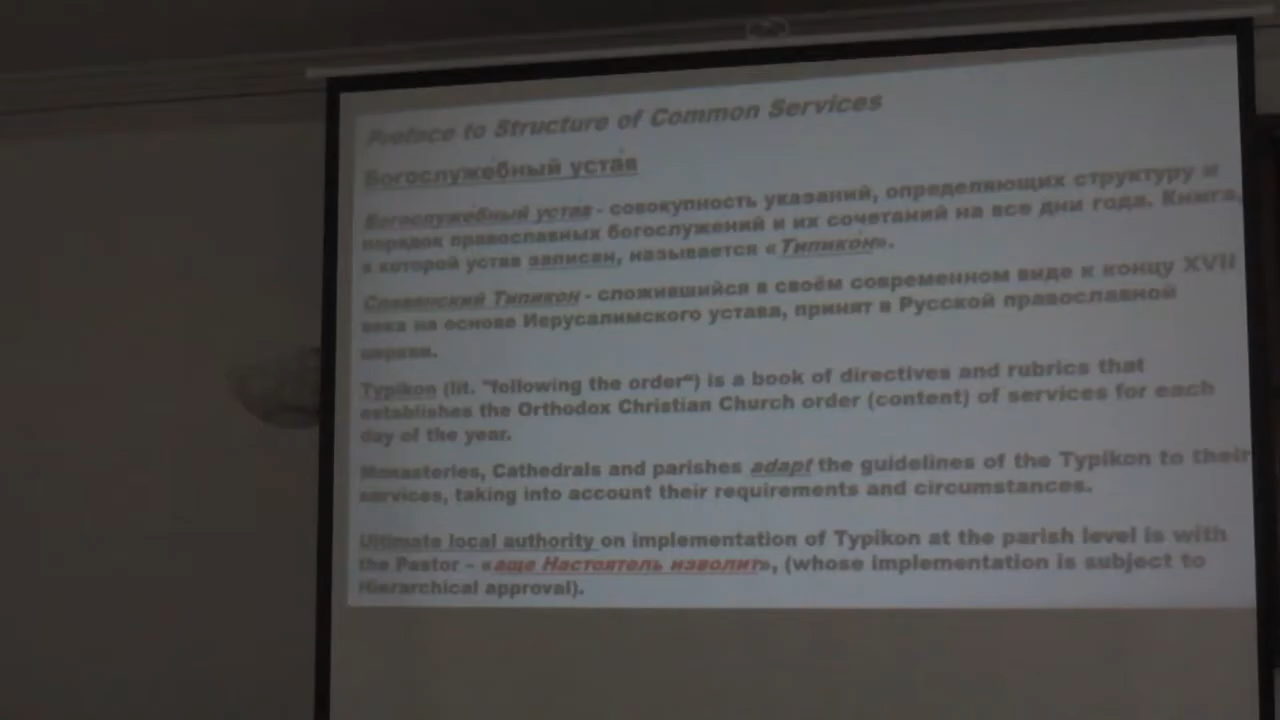 Preface to Structure of Common Services
Богослужебный устав
Богослужебный устав - совокупность указаний, определяющих структуру и
порядок православных богослужений и их сочетаний на все дни года. Книга,
в которой устав записан, называется «Типикон».
Славянский Типикон - сложившийся в своём современном виде к концу XVII
века на основе Иерусалимского устава, принят в Русской православной
церкви.
Typikon (lit. "following the order“) is a book of directives and rubrics that
establishes the Orthodox Christian Church order (content) of services for each
day of the year.
Monasteries, Cathedrals and parishes adapt the guidelines of the Typikon to their
services, taking into account their requirements and circumstances.
Ultimate local authority on implementation of Typikon at the parish level is with
the Pastor – «аще Настоятель изволит», (whose implementation is subject to
Hierarchical approval).